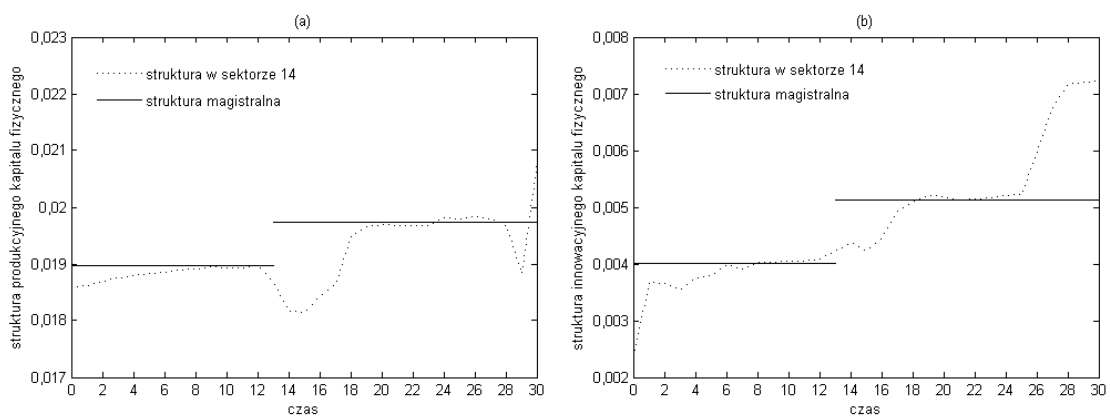 (a)
0,023
0,022
0,021
0,02
0,019
0,018
0,017
struktura produkcyjnego kapitału fizycznego
struktura w sektorze 14
struktura magistralna
0 2 4 6 8 10 12 14 16 18 20 22 24 26 28 30
czas
(b)
0,008
0,007
0,006
0,005
0,004
0,003
0,002
struktura innowacyjnego kapitału fizycznego
struktura w sektorze 14
struktura magistralna
0 2 4 6 8 10 12 14 16 18 20 22 24 26 28 30
czas